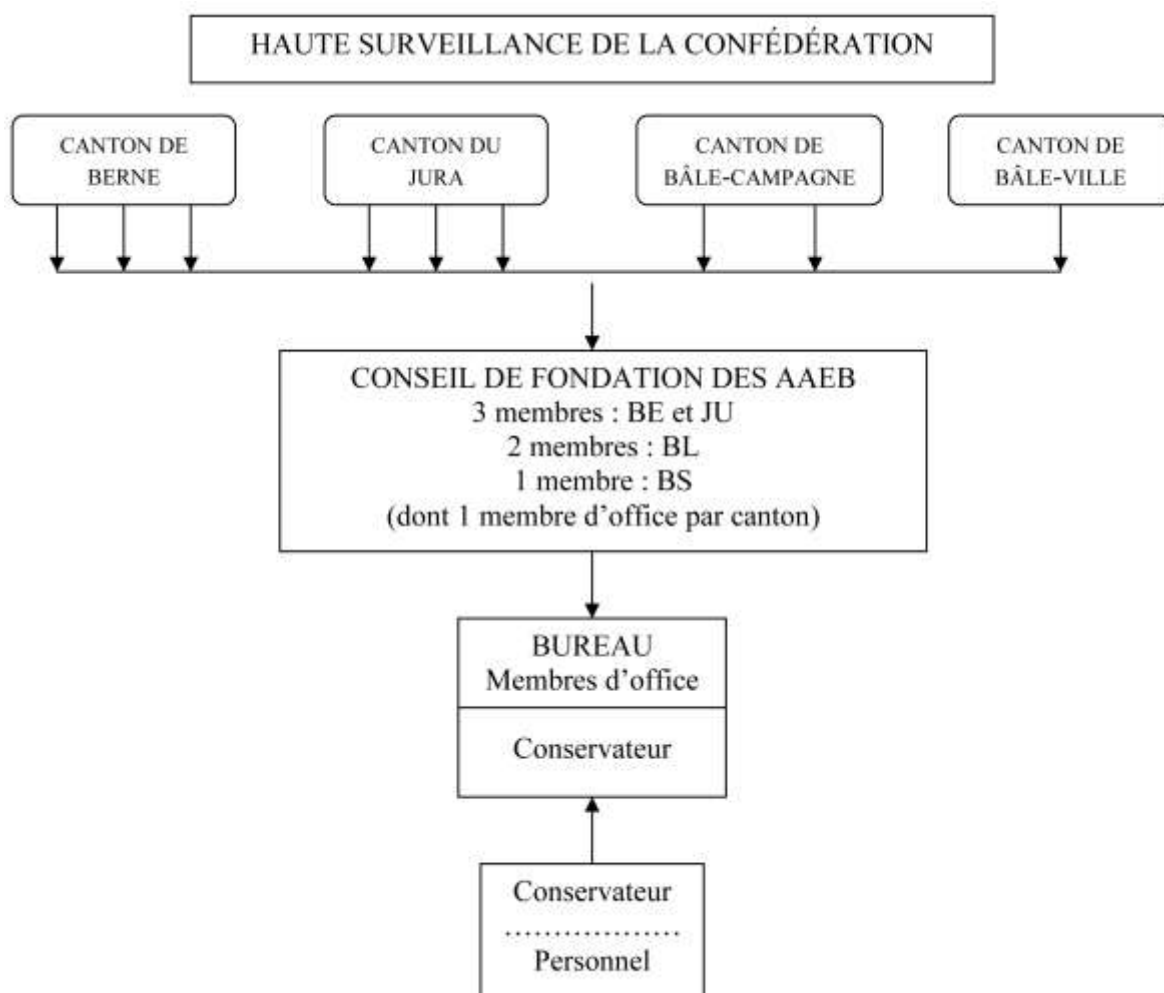 HAUTE SURVEILLANCE DE LA CONFÉDÉRATION
CANTON DE
BERNE
CANTON DU
JURA
CANTON DE
BÂLE-CAMPAGNE
CANTON DE
BÂLE-VILLE
CONSEIL DE FONDATION DES AAEB
3 membres : BE et JU
2 membres : BL
1 membre : BS
(dont 1 membre d’office par canton)
BUREAU
Membres d’office
Conservateur
Conservateur
..................
Personnel